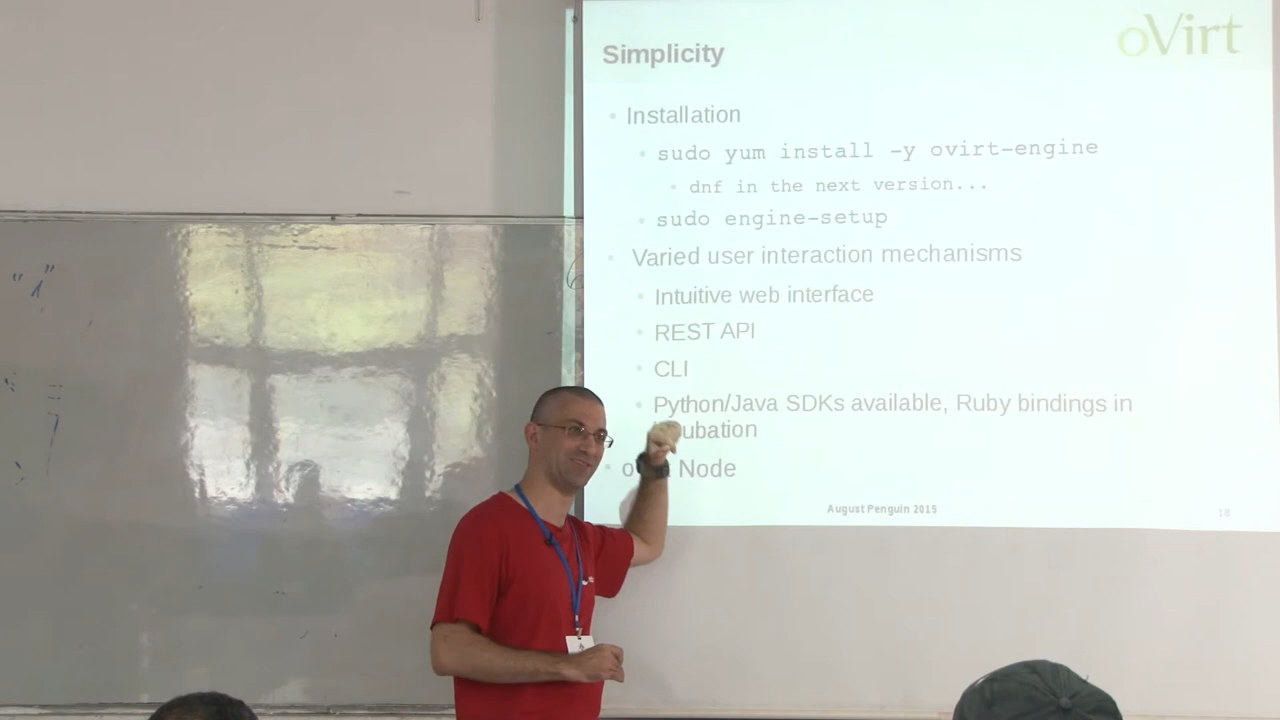 oVirt
Simplicity
Installation
sudo yum install -y ovirt-engine
dnf in the next version...
sudo engine-setup
Varied user interaction mechanisms
Intuitive web interface
REST API
CLI
Python/Java SDKs available, Ruby bindings in
ubation
Node
August Penguin 2015
18
"1"